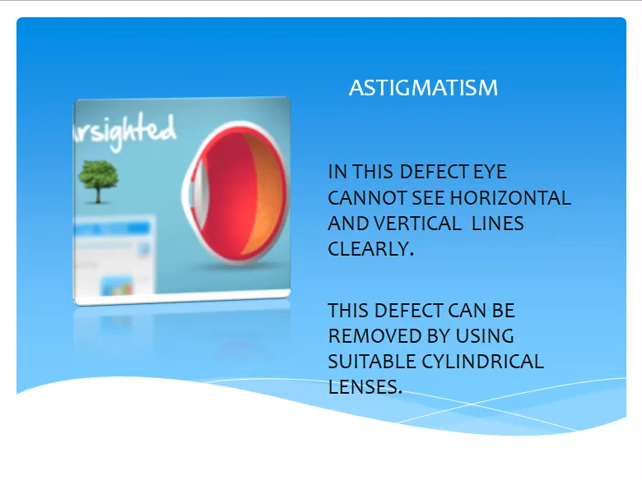 arsighted
ASTIGMATISM
IN THIS DEFECT EYE
CANNOT SEE HORIZONTAL
AND VERTICAL LINES
CLEARLY.
THIS DEFECT CAN BE
REMOVED BY USING
SUITABLE CYLINDRICAL
LENSES.